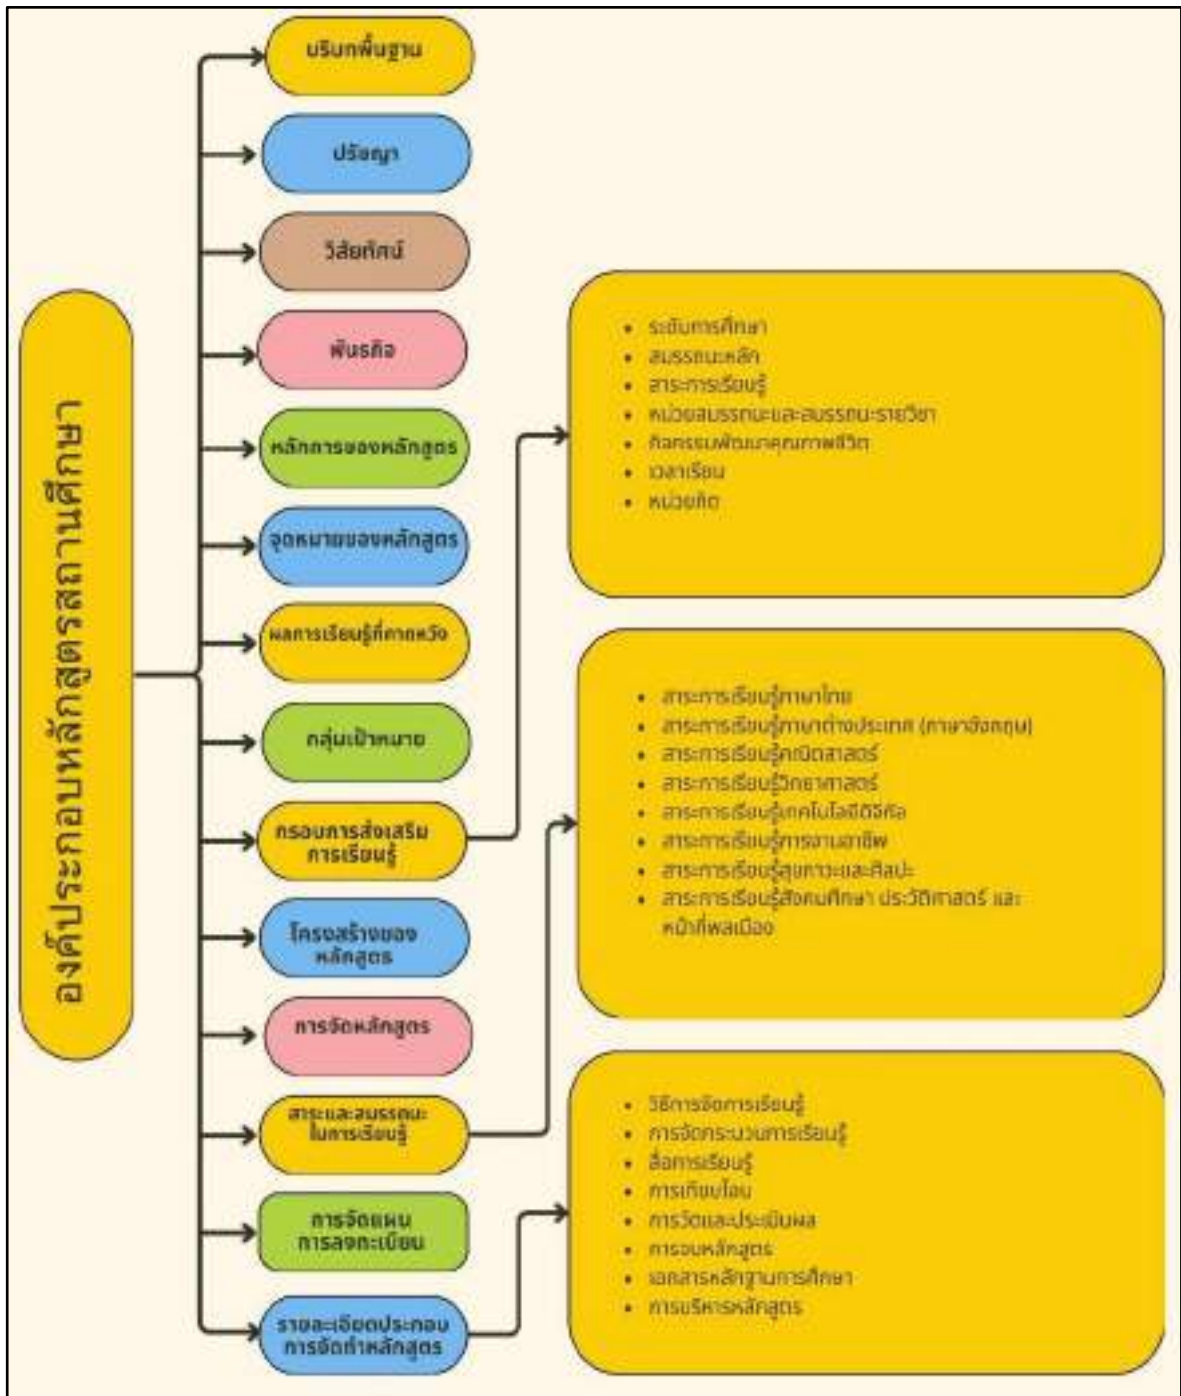 องค์ประกอบหลักสูตรสถานศึกษา
บริบทพื้นฐาน
ปรัชญา
วิสัยทัศน์
พันธกิจ
หลักการของหลักสูตร
จุดหมายของหลักสูตร
ผลการเรียนรู้ที่คาดหวัง
กลุ่มเป้าหมาย
กรอบการส่งเสริม
การเรียนรู้
• ระดับการศึกษา
• สมรรถนะหลัก
• สาระการเรียนรู้
• หน่วยสมรรถนะและสมรรถนะรายวิชา
• กิจกรรมพัฒนาคุณภาพชีวิต
• เวลาเรียน
• หน่วยกิต
โครงสร้างของ
หลักสูตร
การจัดหลักสูตร
สาระและสมรรถนะ
ในการเรียนรู้
• สาระการเรียนรู้ภาษาไทย
• สาระการเรียนรู้ภาษาต่างประเทศ (ภาษาอังกฤษ)
• สาระการเรียนรู้คณิตสาสตร์
• สาระการเรียนรู้วิทยาศาสตร์
• สาระการเรียนรู้เทคโนโลยีดิจิทัล
• สาระการเรียนรู้การงานอาชีพ
• สาระการเรียนรู้สุขภาวะและศิลปะ
• สาระการเรียนรู้สังคมศึกษา ประวัติศาสตร์ และ
หน้าที่พลเมือง
การจัดแผน
การลงทะเบียน
รายละเอียดประกอบ
การจัดทำหลักสูตร
• วิธีการจัดการเรียนรู้
• การจัดกระบวนการเรียนรู้
• สื่อการเรียนรู้
• การเทียบโอน
• การวัดและประเมินผล
• การจบหลักสูตร
• เอกสารหลักฐานการศึกษา
• การบริหารหลักสูตร